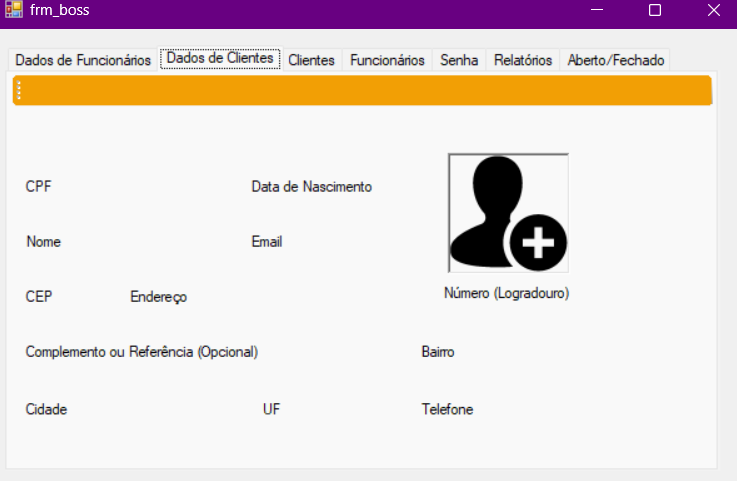 frm_boss
Dados de Funcionários Dados de Clientes Clientes Funcionários Senha Relatórios Aberto/Fechado
CPF Data de Nascimento
Nome Email
CEP Endereço Número (Logradouro)
Complemento ou Referência (Opcional) Bairro
Cidade UF Telefone